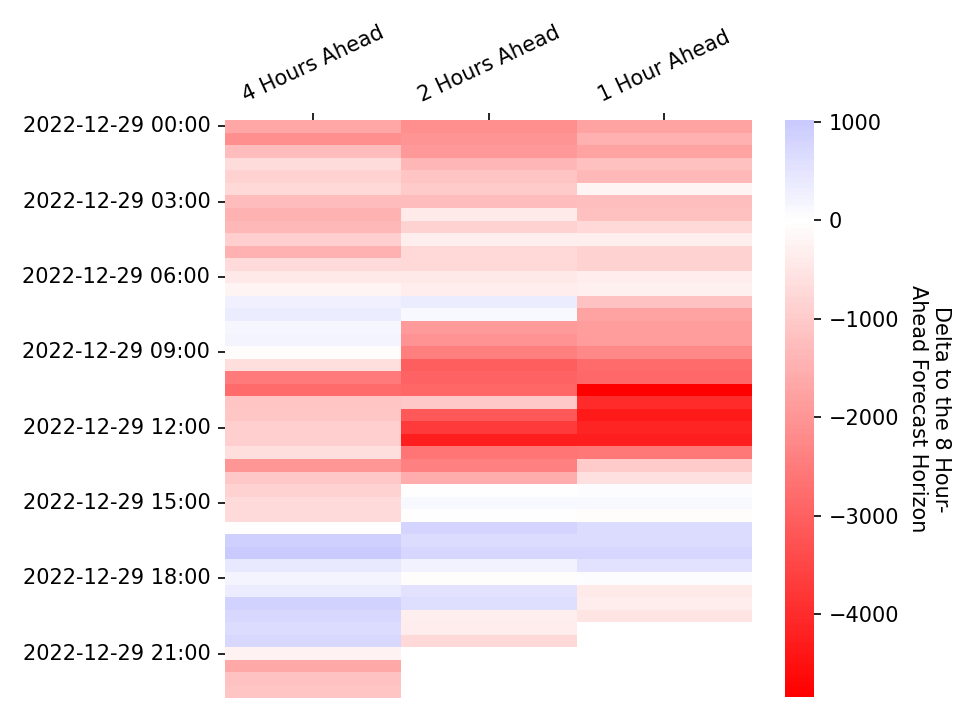 4 Hours Ahead
2 Hours Ahead
1 Hour Ahead
2022-12-29 00:00
2022-12-29 03:00
2022-12-29 06:00
2022-12-29 09:00
2022-12-29 12:00
2022-12-29 15:00
2022-12-29 18:00
2022-12-29 21:00
1000
0
−1000
−2000
−3000
−4000
Delta to the 8 Hour-
Ahead Forecast Horizon